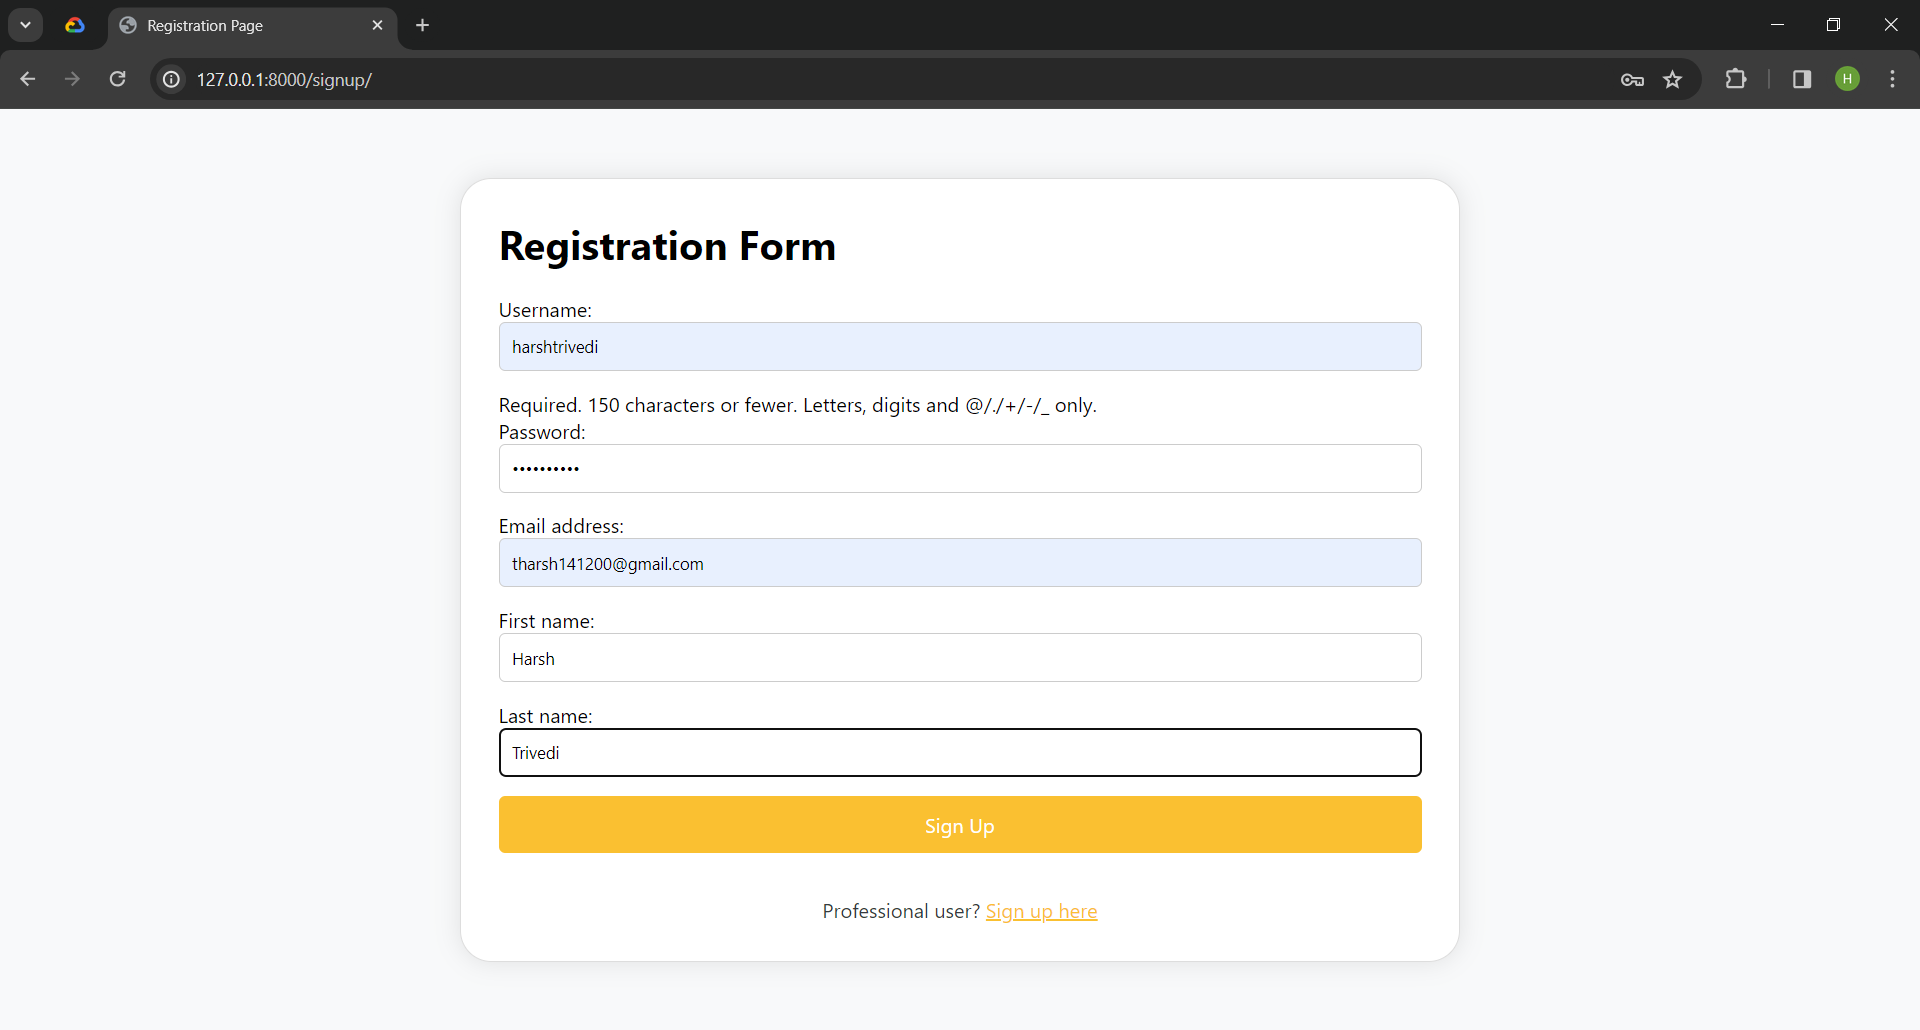 Registration Page
127.0.0.1:8000/signup/
H
Registration Form
Username:
harshtrivedi
Required. 150 characters or fewer. Letters, digits and @/./+/-/_ only.
Password:
••••••••••
Email address:
tharsh141200@gmail.com
First name:
Harsh
Last name:
Trivedi
Sign Up
Professional user? Sign up here